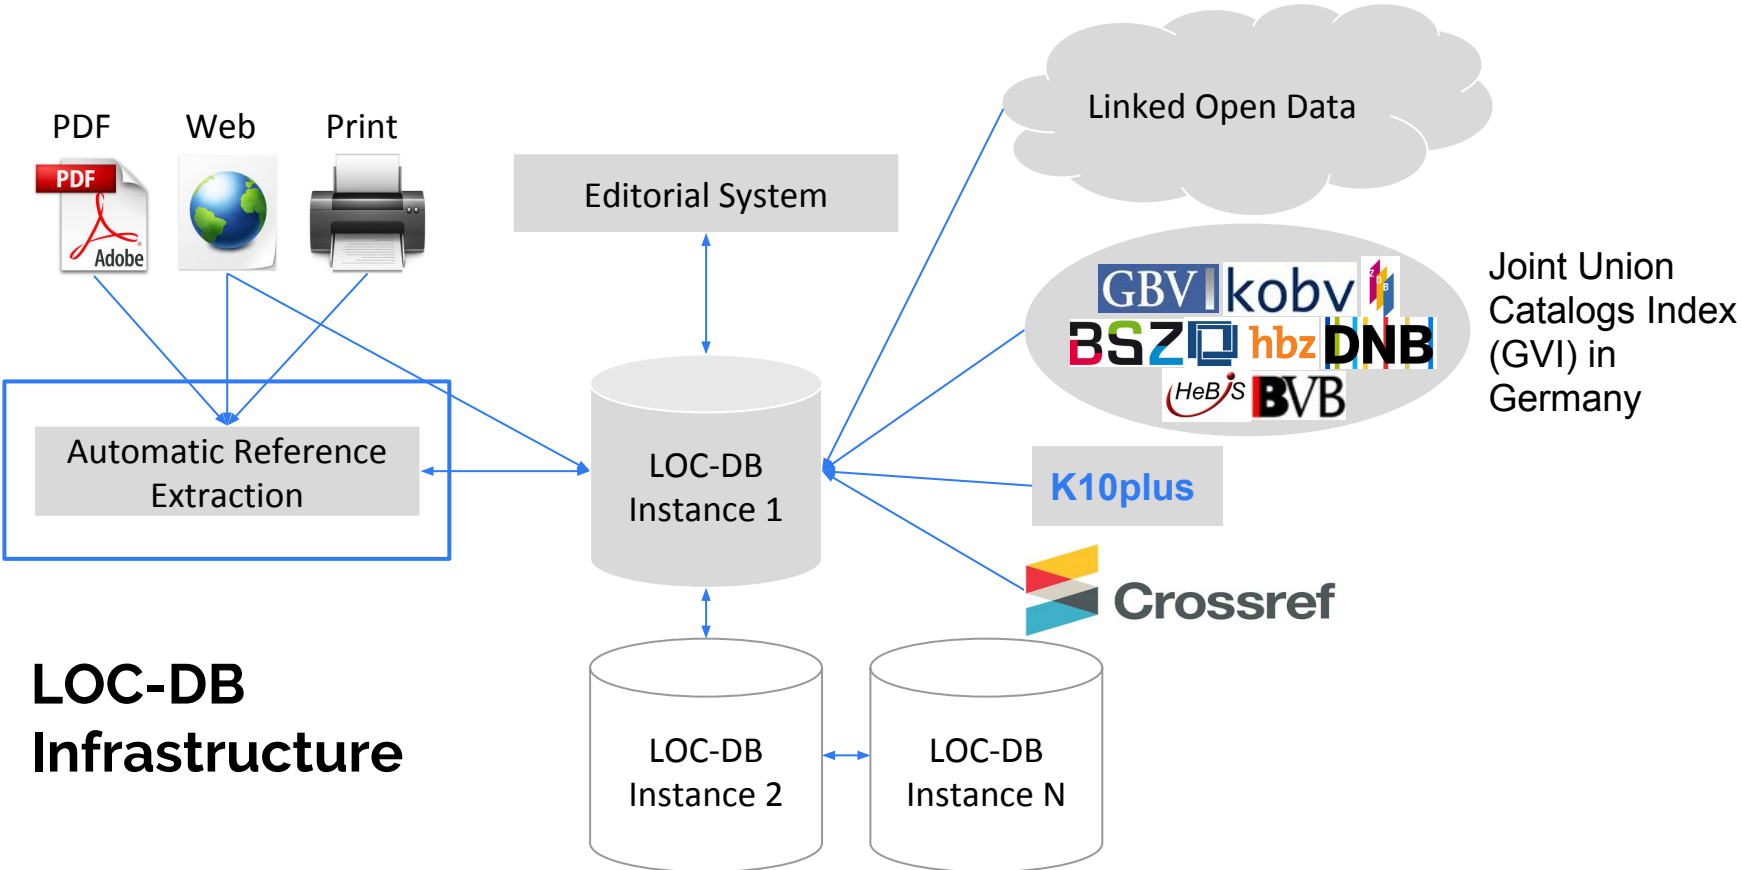 PDF
Web
Print
PDF
Adobe
Editorial System
Linked Open Data
GBV
kobv
ZDB
BSZ
hbz
DNB
HeBIS
BVB
Joint Union
Catalogs Index
(GVI) in
Germany
Automatic Reference
Extraction
LOC-DB
Instance 1
K10plus
Crossref
LOC-DB
Infrastructure
LOC-DB
Instance 2
LOC-DB
Instance N